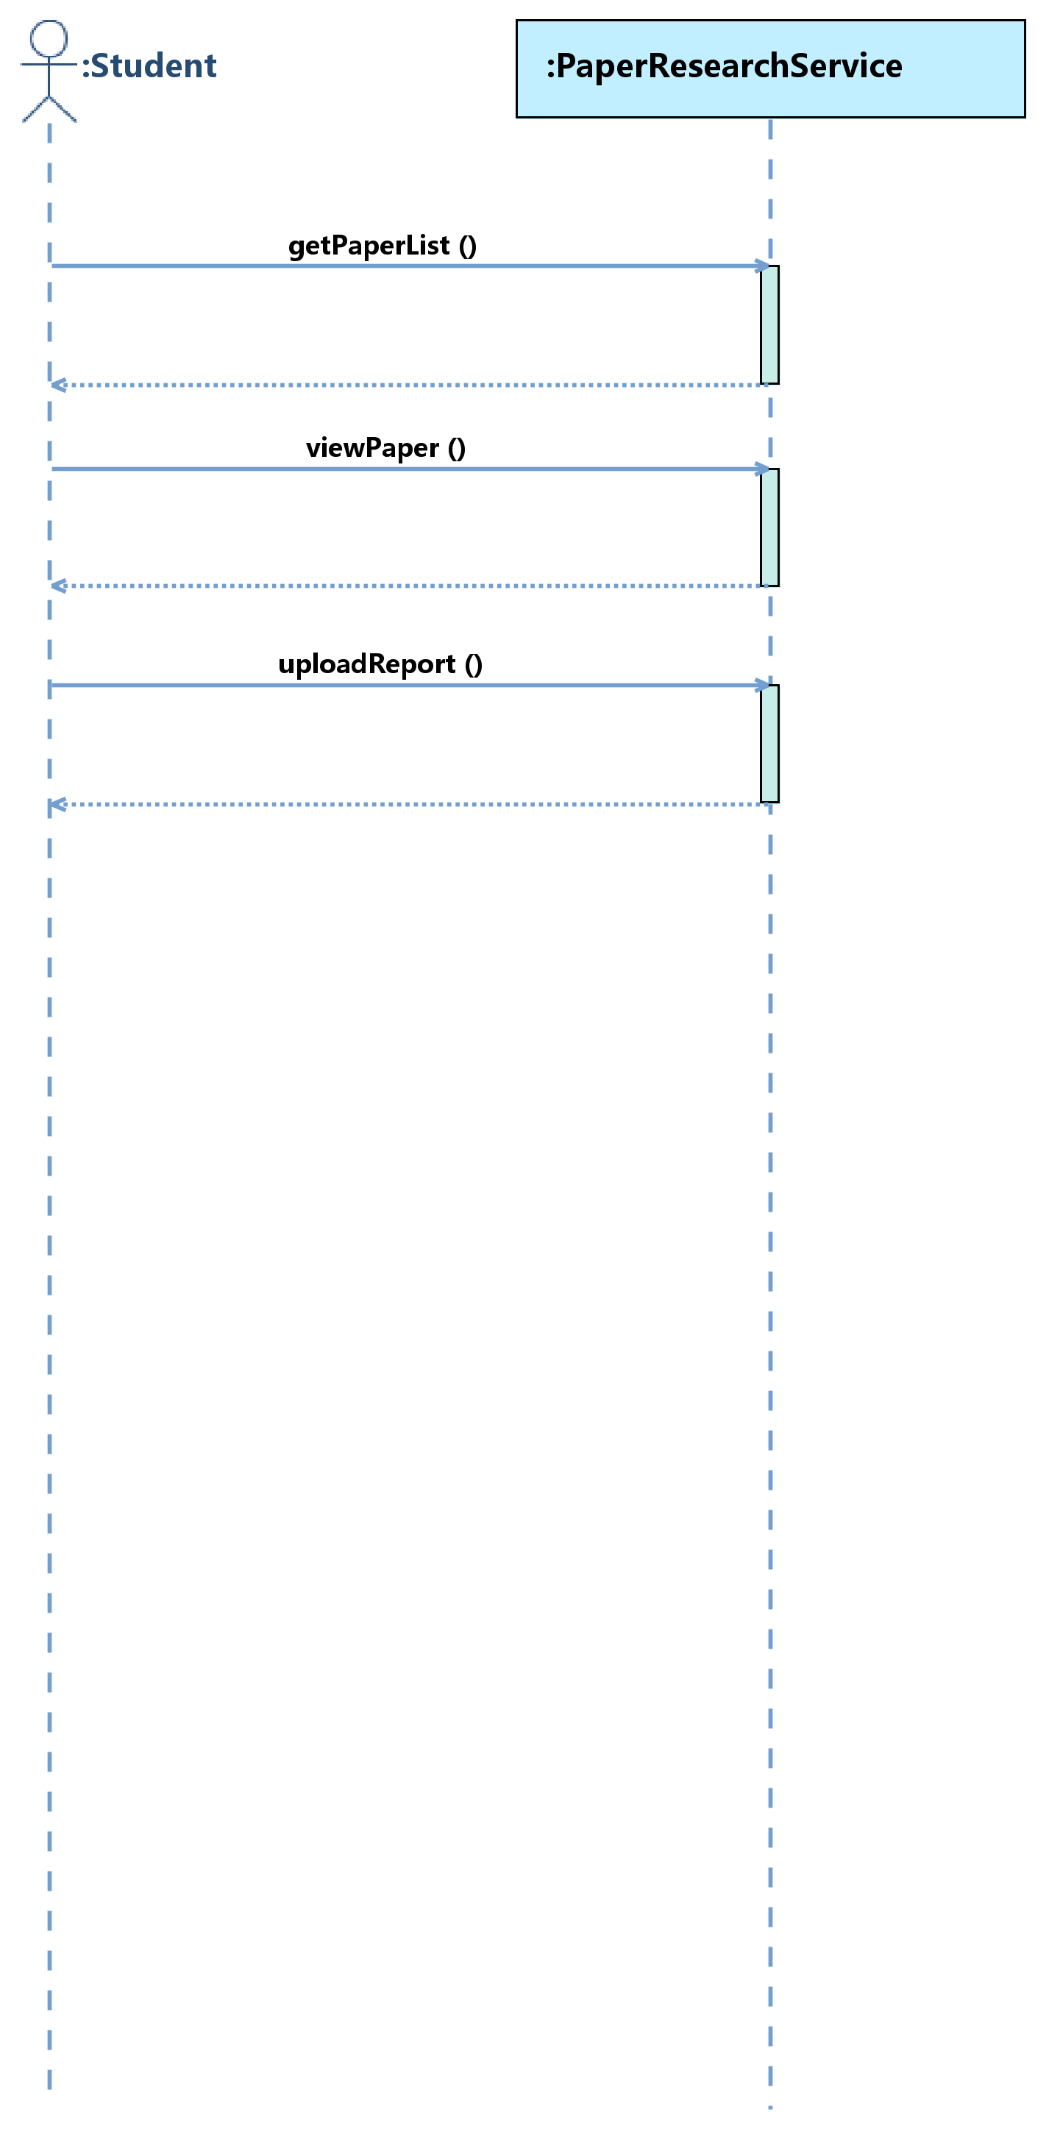 :Student
:PaperResearchService
getPaperList ()
viewPaper ()
uploadReport ()